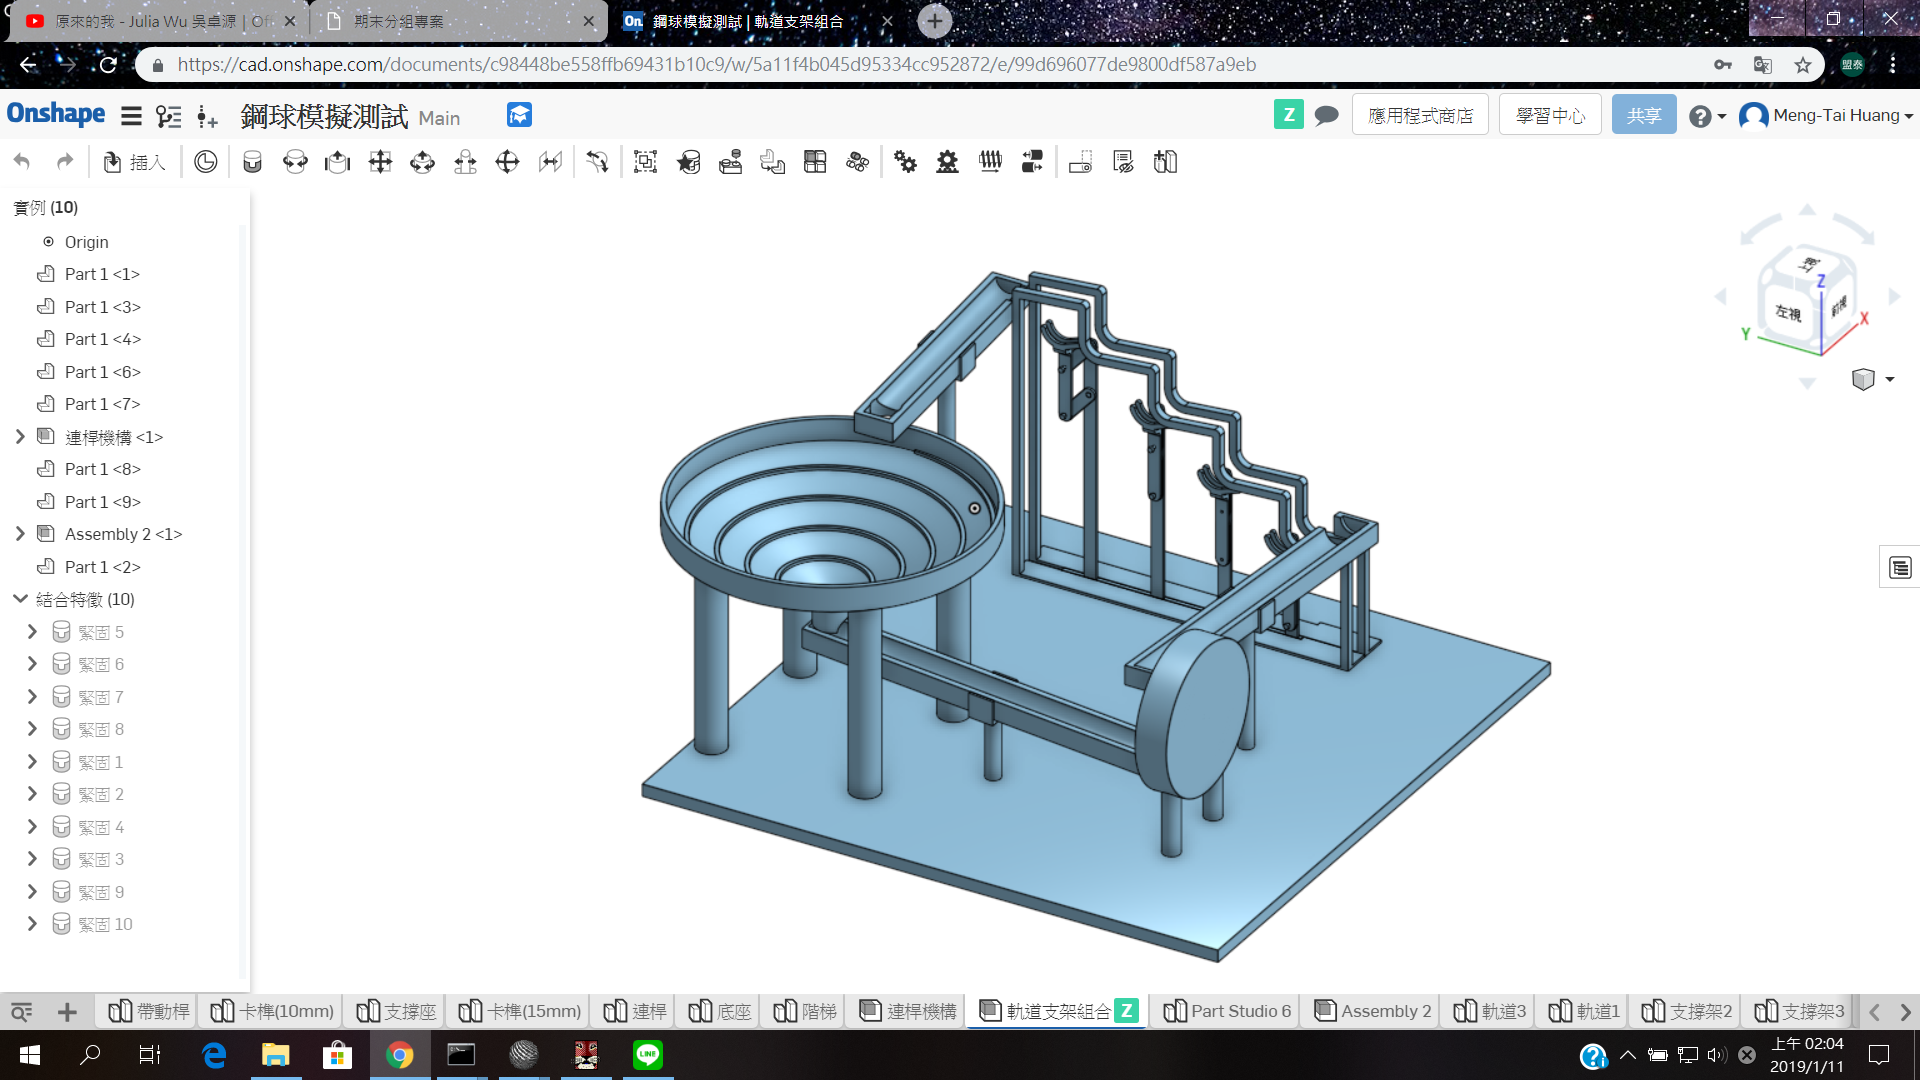 原來的我 - Julia Wu 吳卓源 | Of
期末分組專案
On. 鋼球模擬測試 | 軌道支架組合
https://cad.onshape.com/documents/c98448be558ffb69431b10c9/w/5a11f4b045d95334cc952872/e/99d696077de9800df587a9eb
盟泰
Onshape
鋼球模擬測試 Main
Z
應用程式商店
學習中心
共享
Meng-Tai Huang
插入
實例 (10)
Origin
Part 1 <1>
Part 1 <3>
Part 1 <4>
Part 1 <6>
Part 1 <7>
連桿機構 <1>
Part 1 <8>
Part 1 <9>
Assembly 2 <1>
Part 1 <2>
結合特徵 (10)
緊固 5
緊固 6
緊固 7
緊固 8
緊固 1
緊固 2
緊固 4
緊固 3
緊固 9
緊固 10
Z
左視
前視
X
Y
帶動桿
卡榫(10mm)
支撐座
卡榫(15mm)
連桿
底座
階梯
連桿機構
軌道支架組合 Z
Part Studio 6
Assembly 2
軌道3
軌道1
支撐架2
支撐架3
LINE
上午 02:04
2019/1/11